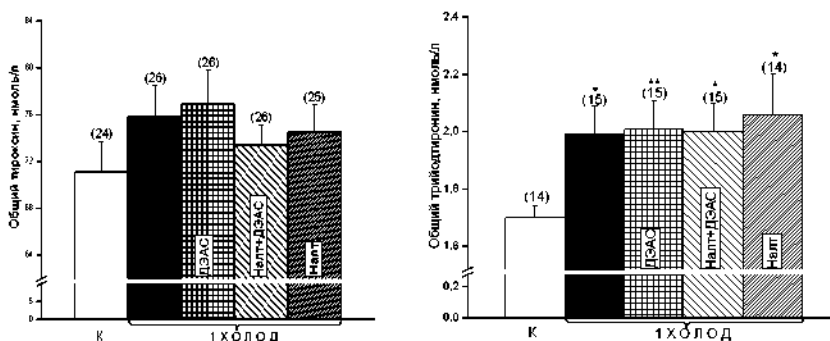 Общий тироксин, нмоль/л
84
80
76
72
68
64
5
0
(24)
(26)
(26)
(26)
(25)
ДЭАС
Налт+ДЭАС
Налт
К
1 ХОЛОД
Общий трийодтиронин, нмоль/л
2,4
2,2
2,0
1,8
1,6
0,2
0,0
(14)
*
(15)
**
(15)
*
(15)
*
(14)
ДЭАС
Налт+ДЭАС
Налт
К
1 ХОЛОД